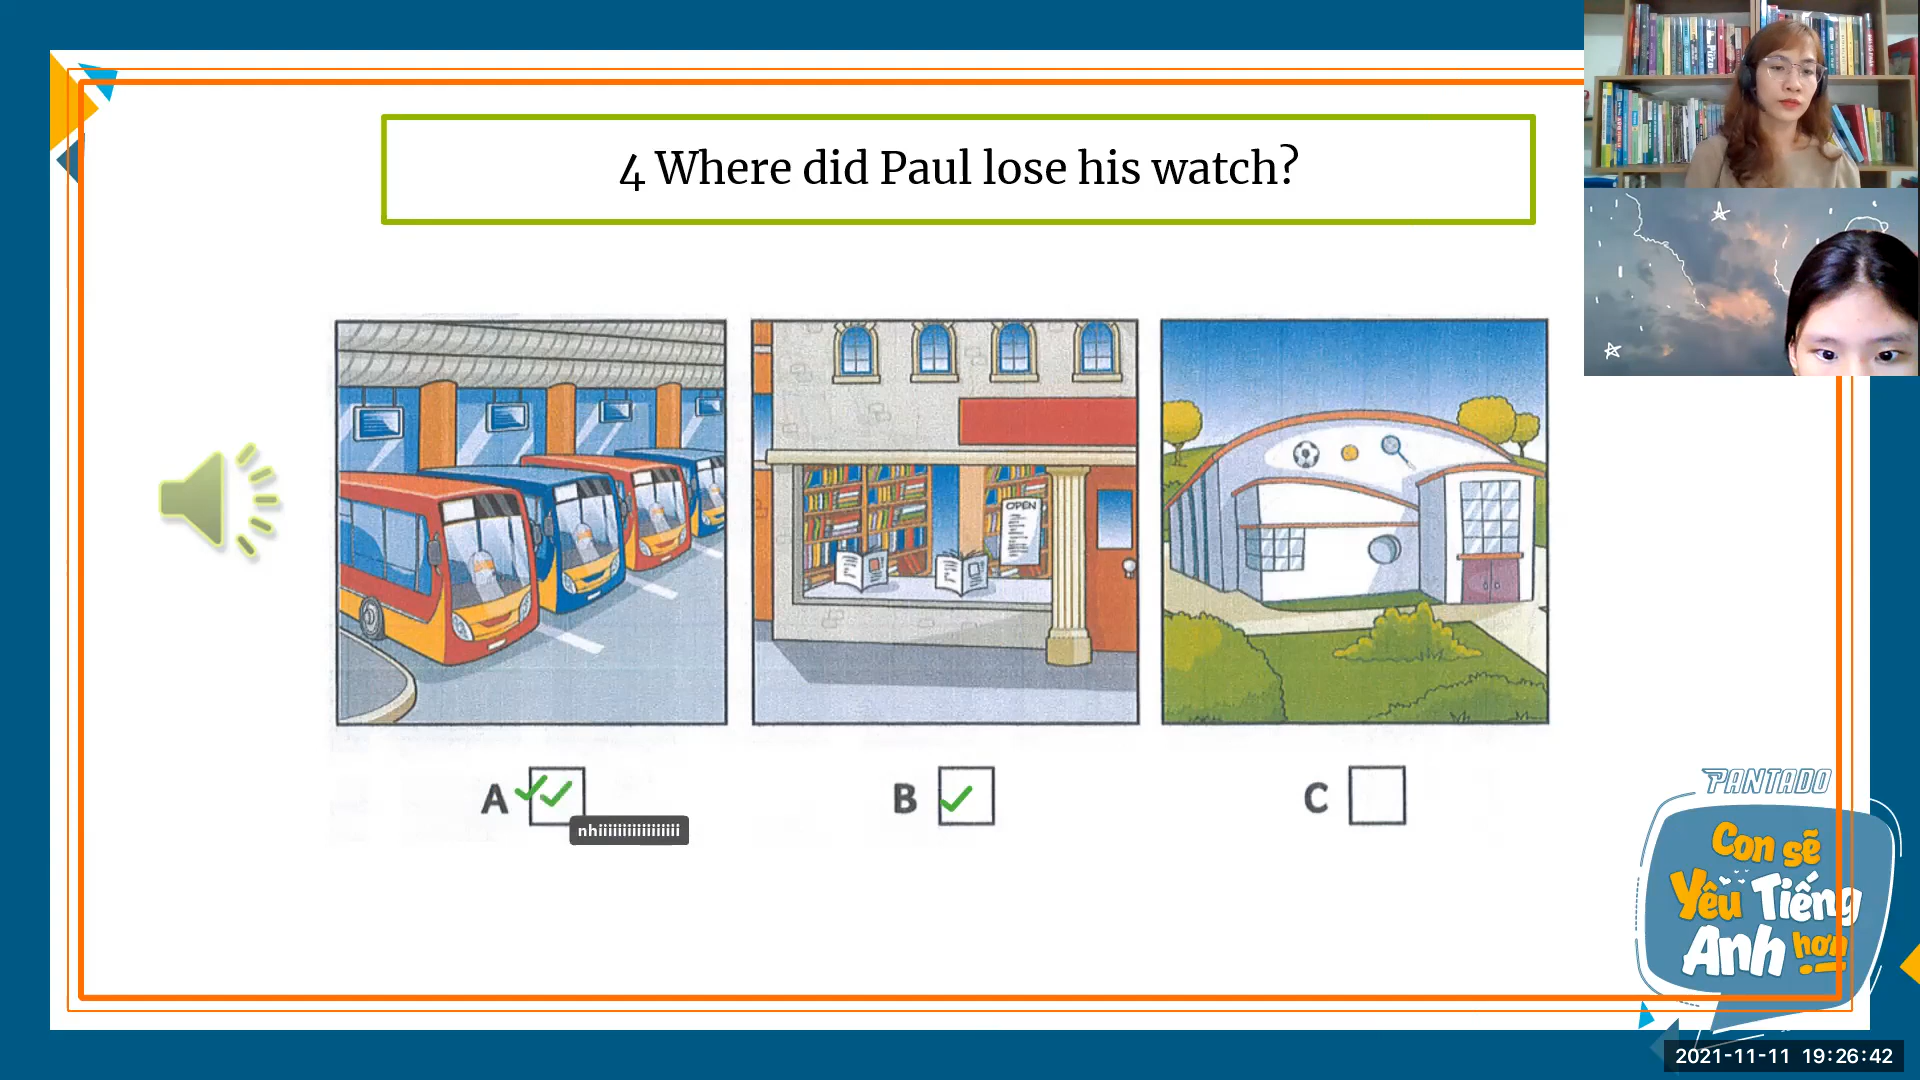 4 Where did Paul lose his watch?
OPEN
A
B
C
nhiiiiiiiiiiiiiiiii
PANTADO
Con sẽ
Yêu Tiếng
Anh hơn
2021-11-11 19:26:42